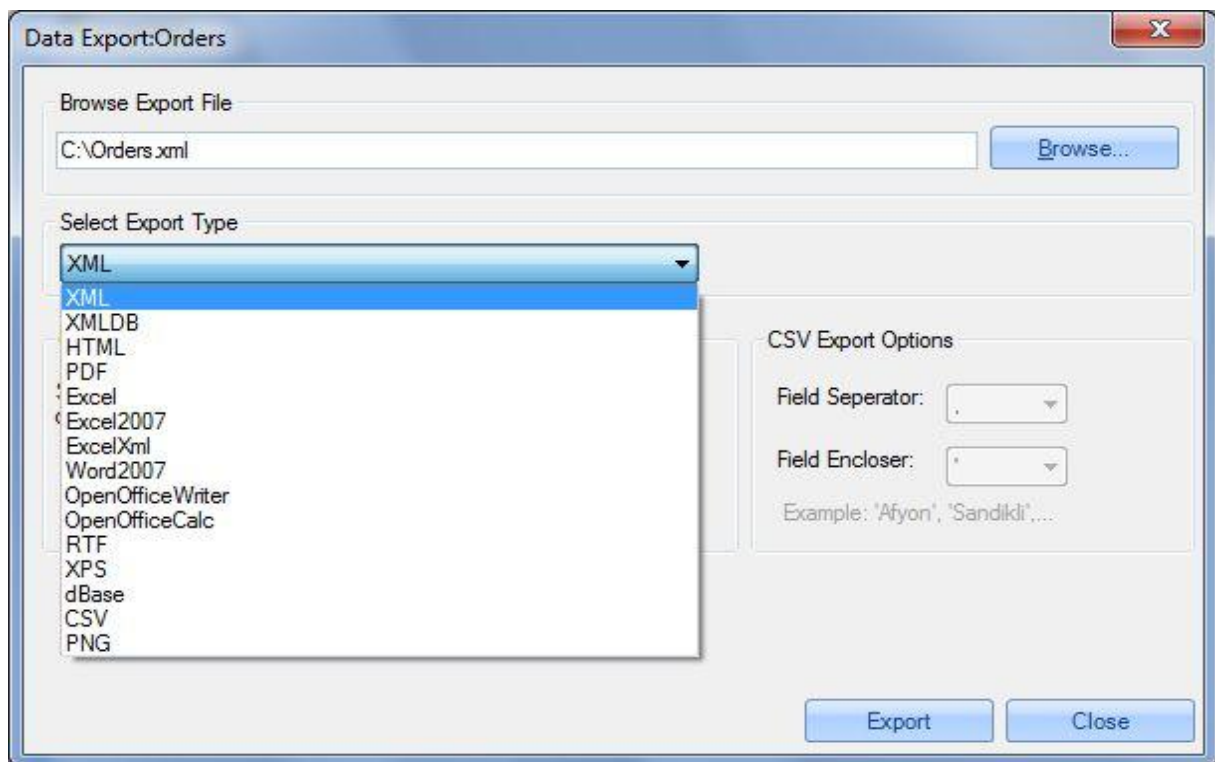 Data Export:Orders
Browse Export File
C:\Orders.xml
Browse...
Select Export Type
XML
XML
XMLDB
HTML
PDF
Excel
Excel2007
ExcelXml
Word2007
OpenOfficeWriter
OpenOfficeCalc
RTF
XPS
dBase
CSV
PNG
CSV Export Options
Field Seperator: ,
Field Encloser: '
Example: 'Afyon', 'Sandikli',...
Export
Close